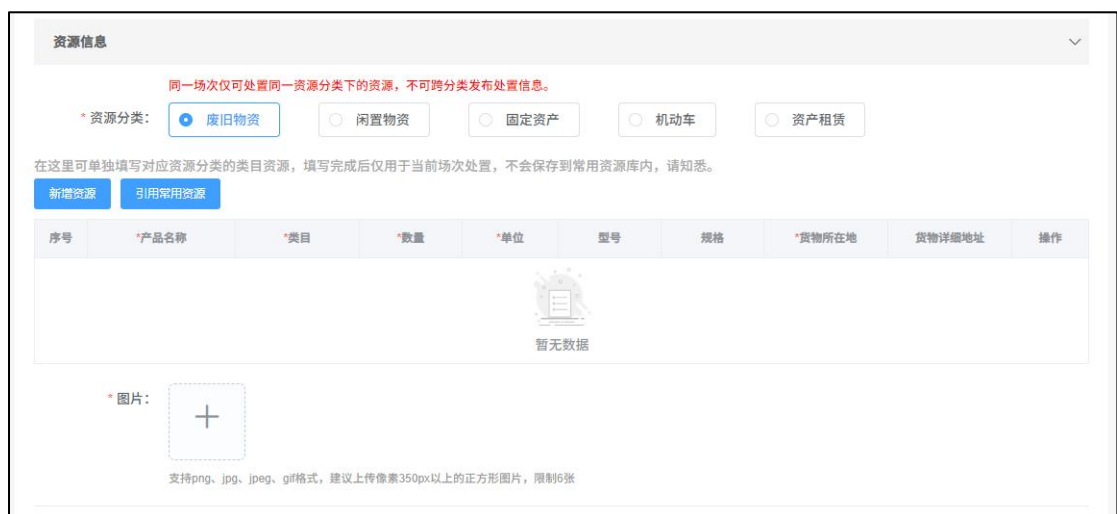 资源信息
同一场次仅可处置同一资源分类下的资源，不可跨分类发布处置信息。
* 资源分类： 废旧物资 闲置物资 固定资产 机动车 资产租赁
在这里可单独填写对应资源分类的类目资源，填写完成后仅用于当前场次处置，不会保存到常用资源库内，请知悉。
新增资源 引用常用资源
序号 *产品名称 *类目 *数量 *单位 型号 规格 *货物所在地 货物详细地址 操作
暂无数据
* 图片：
支持png、jpg、jpeg、gif格式，建议上传像素350px以上的正方形图片，限制6张